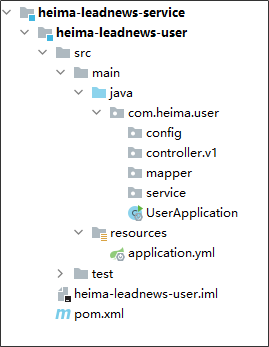 heima-leadnews-service
heima-leadnews-user
src
main
java
com.heima.user
config
controller.v1
mapper
service
UserApplication
resources
application.yml
test
heima-leadnews-user.iml
pom.xml